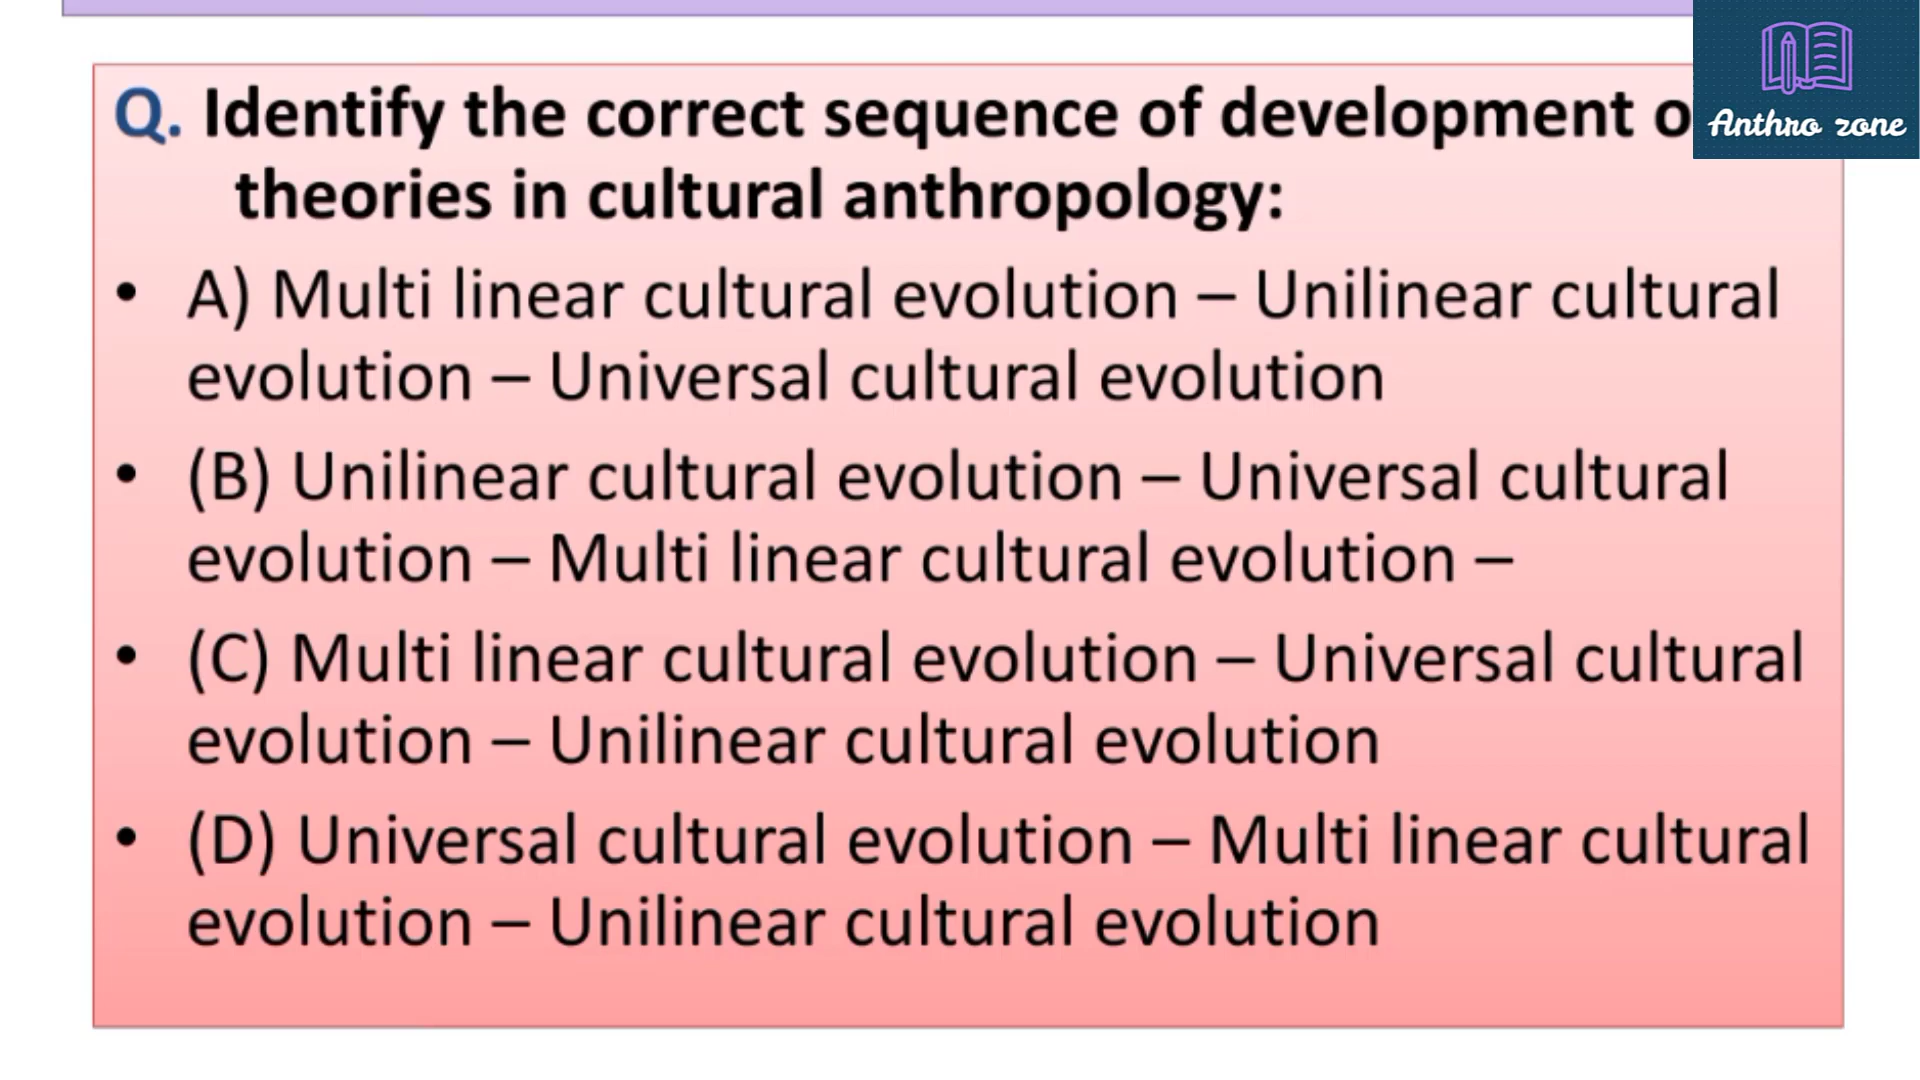 Anthro zone
Q. Identify the correct sequence of development
theories in cultural anthropology:
• A) Multi linear cultural evolution – Unilinear cultural
evolution – Universal cultural evolution
• (B) Unilinear cultural evolution – Universal cultural
evolution – Multi linear cultural evolution –
• (C) Multi linear cultural evolution – Universal cultural
evolution – Unilinear cultural evolution
• (D) Universal cultural evolution – Multi linear cultural
evolution – Unilinear cultural evolution